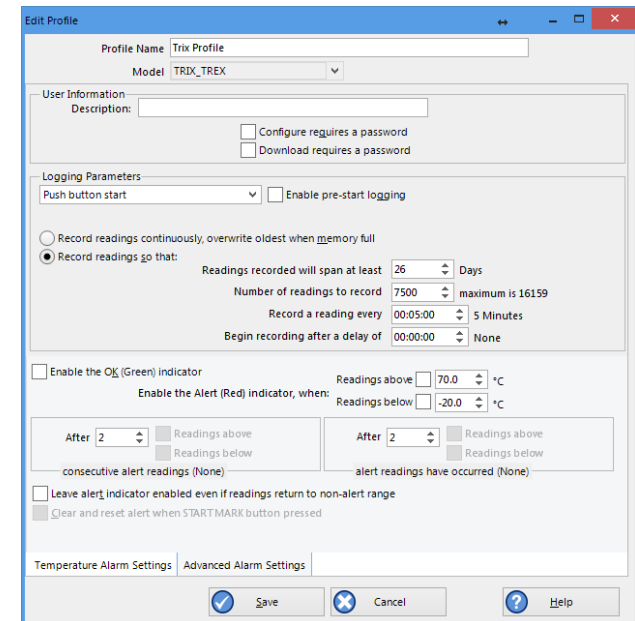 Edit Profile
Profile Name Trix Profile
Model TRIX_TREX
User Information
Description:
Configure requires a password
Download requires a password
Logging Parameters
Push button start Enable pre-start logging
Record readings continuously, overwrite oldest when memory full
Record readings so that:
Readings recorded will span at least 26 Days
Number of readings to record 7500 maximum is 16159
Record a reading every 00:05:00 5 Minutes
Begin recording after a delay of 00:00:00 None
Enable the OK (Green) indicator
Enable the Alert (Red) indicator, when:
Readings above 70.0 °C
Readings below -20.0 °C
After 2 Readings above
Readings below
consecutive alert readings (None)
After 2 Readings above
Readings below
alert readings have occurred (None)
Leave alert indicator enabled even if readings return to non-alert range
Clear and reset alert when START MARK button pressed
Temperature Alarm Settings Advanced Alarm Settings
Save Cancel Help